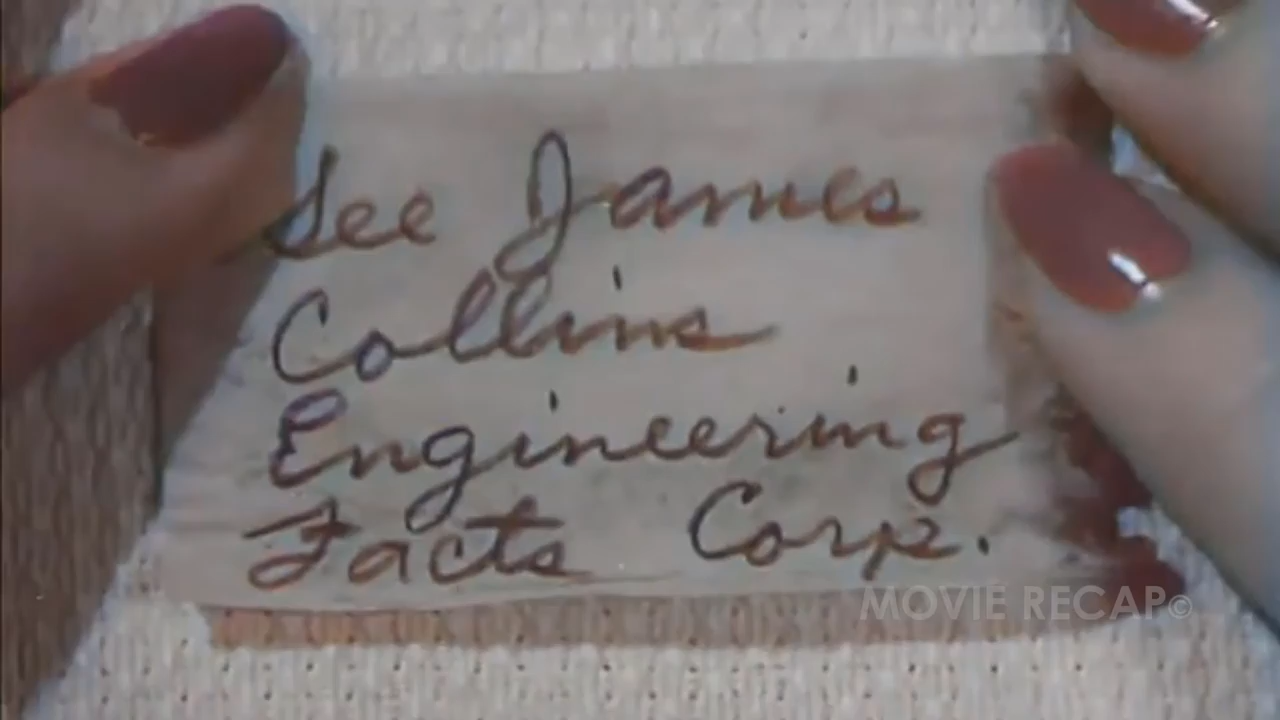 See James
Collins
Engineering
Facts Corp.
MOVIE RECAP©